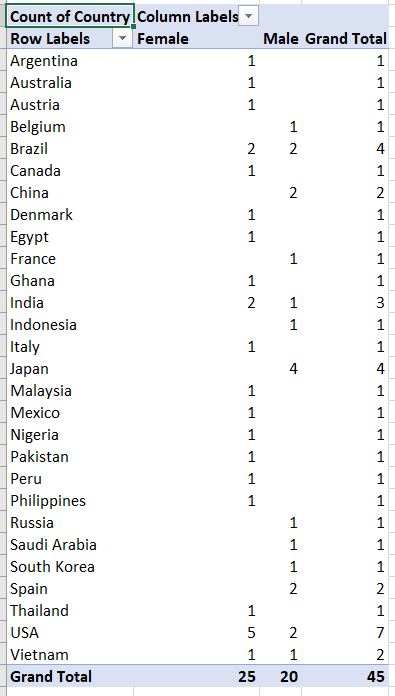 Count of Country Column Labels
Row Labels Female Male Grand Total
Argentina 1 1
Australia 1 1
Austria 1 1
Belgium 1 1
Brazil 2 2 4
Canada 1 1
China 2 2
Denmark 1 1
Egypt 1 1
France 1 1
Ghana 1 1
India 2 1 3
Indonesia 1 1
Italy 1 1
Japan 4 4
Malaysia 1 1
Mexico 1 1
Nigeria 1 1
Pakistan 1 1
Peru 1 1
Philippines 1 1
Russia 1 1
Saudi Arabia 1 1
South Korea 1 1
Spain 2 2
Thailand 1 1
USA 5 2 7
Vietnam 1 1 2
Grand Total 25 20 45